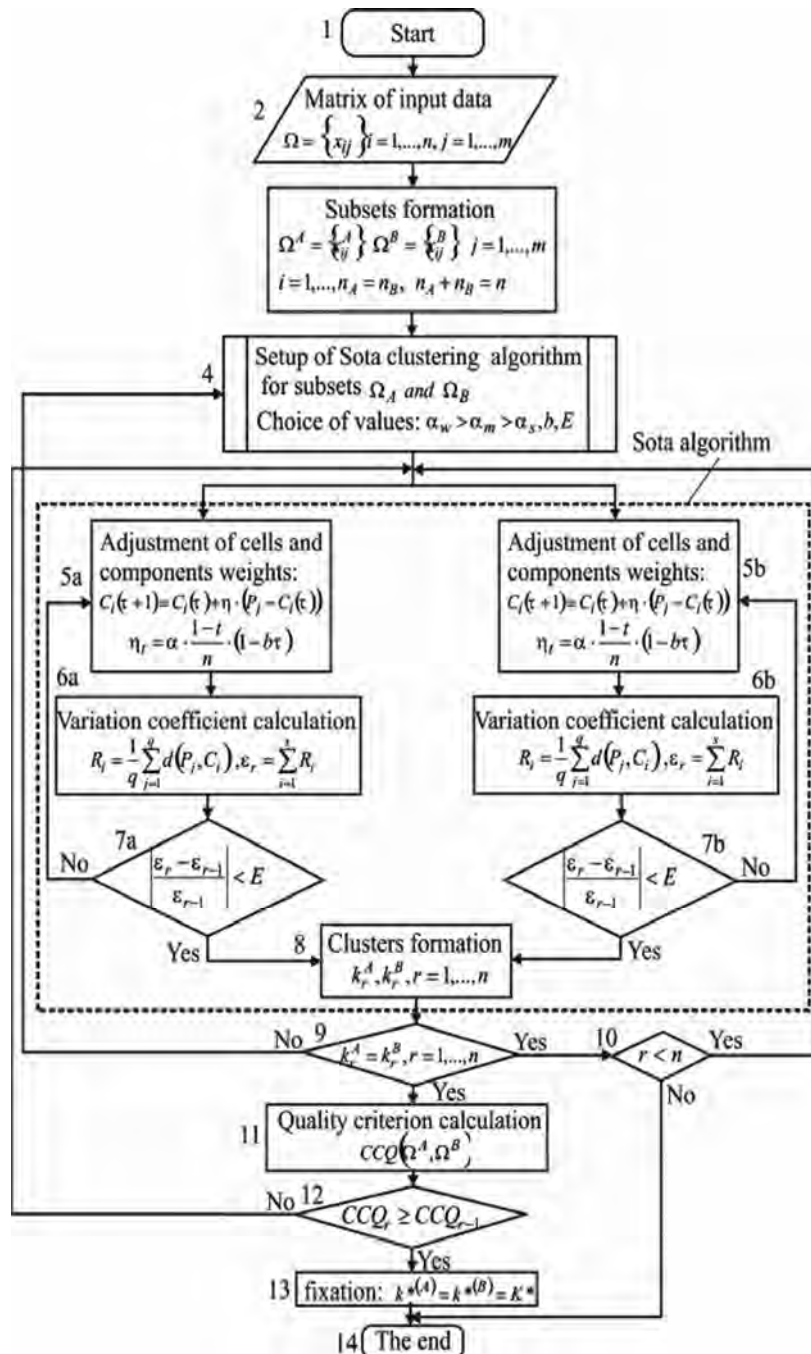 1
Start
2
Matrix of input data
Ω = {x_ij} i = 1,...,n, j = 1,...,m
Subsets formation
Ω^A = {x_ij^A} Ω^B = {x_ij^B} j = 1,...,m
i = 1,...,n_A = n_B, n_A + n_B = n
4
Setup of Sota clustering algorithm
for subsets Ω_A and Ω_B
Choice of values: α_w > α_m > α_s, b, E
Sota algorithm
5a
Adjustment of cells and
components weights:
C_i(τ + 1) = C_i(τ) + η · (P_j − C_i(τ))
η_t = α · (1 − t)/n · (1 − bτ)
5b
Adjustment of cells and
components weights:
C_i(τ + 1) = C_i(τ) + η · (P_j − C_i(τ))
η_t = α · (1 − t)/n · (1 − bτ)
6a
Variation coefficient calculation
R_i = 1/q ∑_{j=1}^{q} d(P_j, C_i), ε_r = ∑_{i=1}^{s} R_i
6b
Variation coefficient calculation
R_i = 1/q ∑_{j=1}^{q} d(P_j, C_i), ε_r = ∑_{i=1}^{s} R_i
7a
No
|(ε_r − ε_{r−1})/ε_{r−1}| < E
Yes
7b
No
|(ε_r − ε_{r−1})/ε_{r−1}| < E
Yes
8
Clusters formation
k_r^A, k_r^B, r = 1,...,n
9
No
k_r^A = k_r^B, r = 1,...,n
Yes
10
r < n
Yes
No
Yes
11
Quality criterion calculation
CCQ(Ω^A, Ω^B)
12
No
CCQ_r ≥ CCQ_{r−1}
Yes
13
fixation: k*^(A) = k*^(B) = K*
14
The end